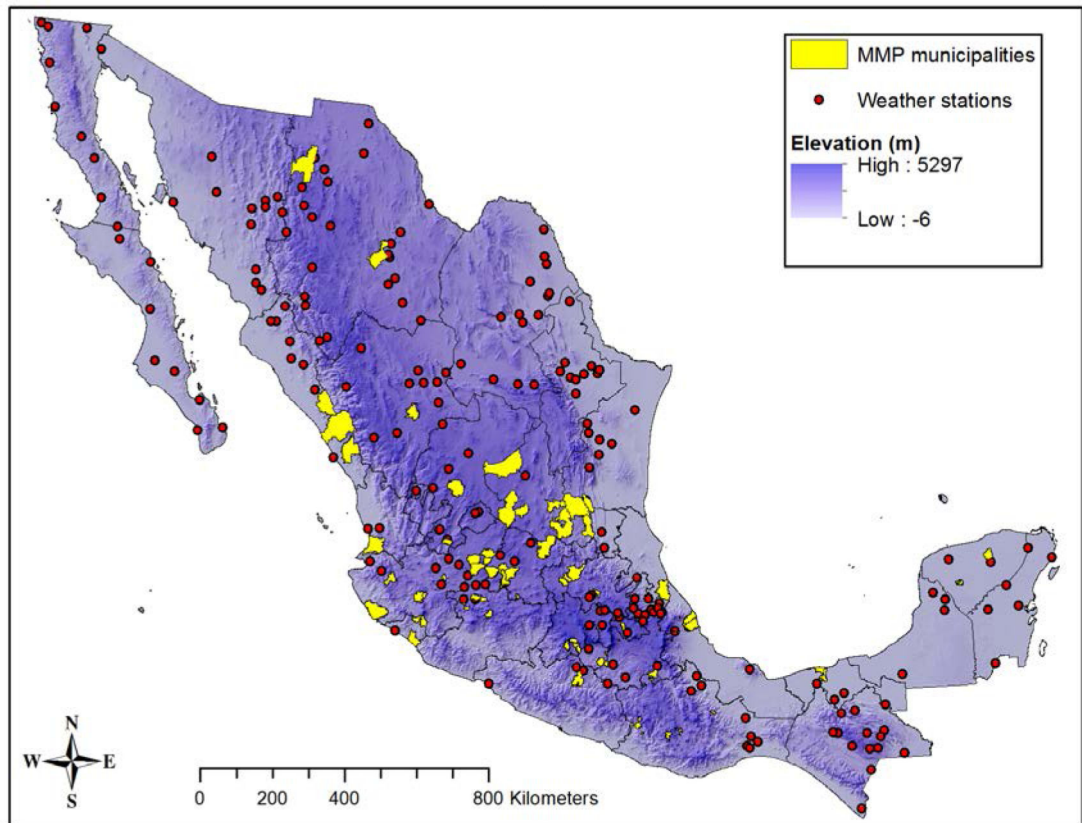 MMP municipalities
Weather stations
Elevation (m)
High : 5297
Low : -6
N
W E
S
0 200 400 800 Kilometers